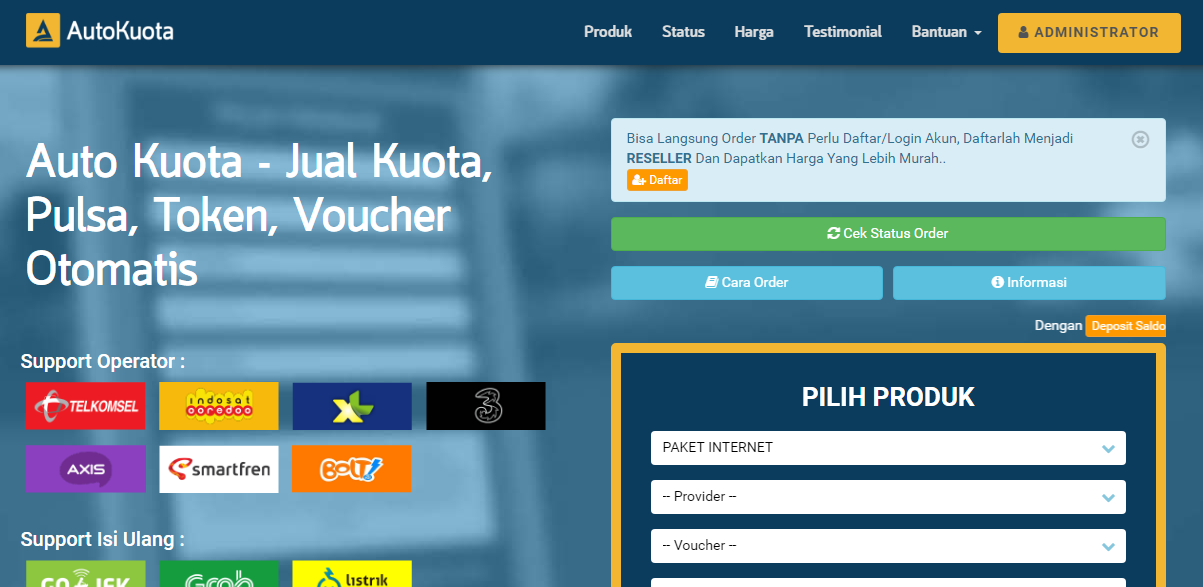 AutoKuota
Produk
Status
Harga
Testimonial
Bantuan
ADMINISTRATOR
Auto Kuota - Jual Kuota,
Pulsa, Token, Voucher
Otomatis
Support Operator :
TELKOMSEL
indosat
ooredoo
XL
3
AXIS
smartfren
BOLT!
Support Isi Ulang :
GO JEK
Grab
listrik
Bisa Langsung Order TANPA Perlu Daftar/Login Akun, Daftarlah Menjadi
RESELLER Dan Dapatkan Harga Yang Lebih Murah..
Daftar
Cek Status Order
Cara Order
Informasi
Dengan Deposit Saldo
PILIH PRODUK
PAKET INTERNET
-- Provider --
-- Voucher --